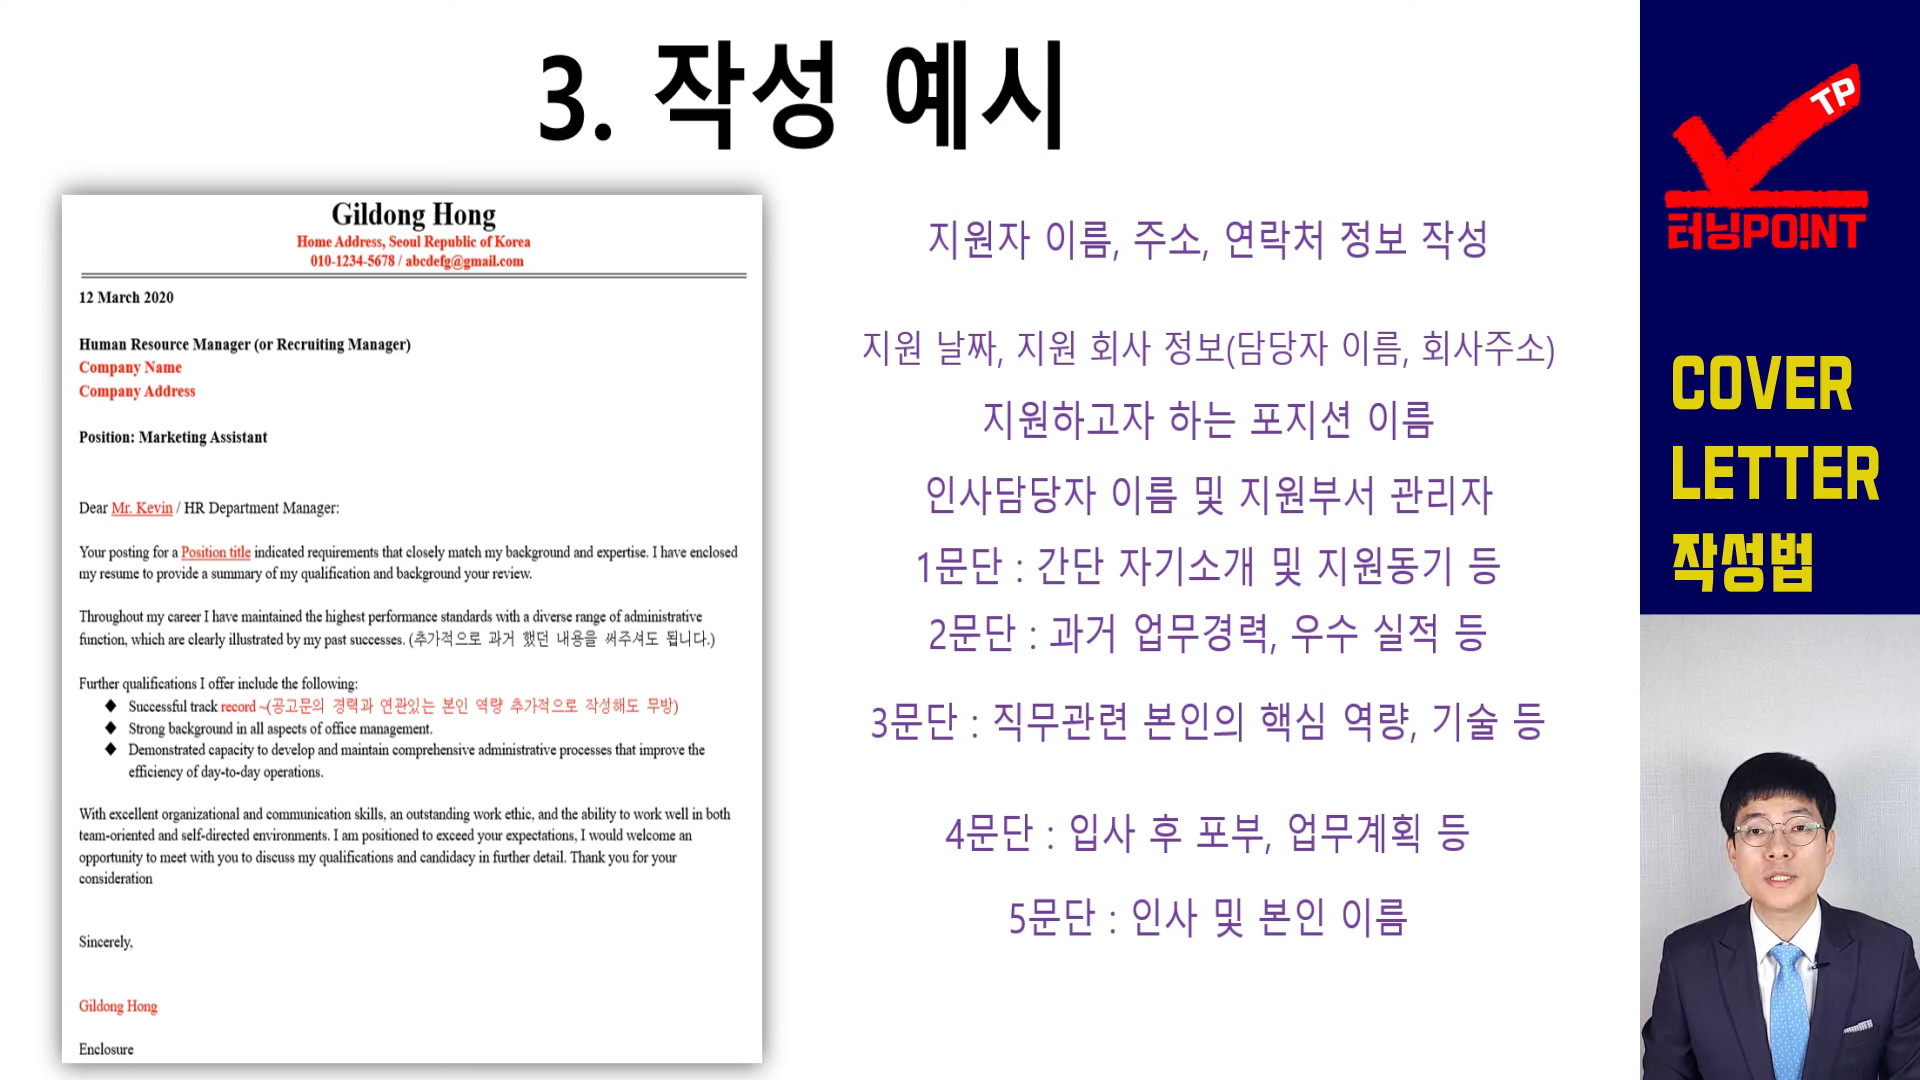 3. 작성 예시
Gildong Hong
Home Address, Seoul Republic of Korea
010-1234-5678 / abcdefg@gmail.com
12 March 2020
Human Resource Manager (or Recruiting Manager)
Company Name
Company Address
Position: Marketing Assistant
Dear Mr. Kevin / HR Department Manager:
Your posting for a Position title indicated requirements that closely match my background and expertise. I have enclosed
my resume to provide a summary of my qualification and background your review.
Throughout my career I have maintained the highest performance standards with a diverse range of administrative
function, which are clearly illustrated by my past successes. (추가적으로 과거 했던 내용을 써주셔도 됩니다.)
Further qualifications I offer include the following:
◆ Successful track record ~(공고문의 경력과 연관있는 본인 역량 추가적으로 작성해도 무방)
◆ Strong background in all aspects of office management.
◆ Demonstrated capacity to develop and maintain comprehensive administrative processes that improve the
efficiency of day-to-day operations.
With excellent organizational and communication skills, an outstanding work ethic, and the ability to work well in both
team-oriented and self-directed environments. I am positioned to exceed your expectations, I would welcome an
opportunity to meet with you to discuss my qualifications and candidacy in further detail. Thank you for your
consideration
Sincerely,
Gildong Hong
Enclosure
지원자 이름, 주소, 연락처 정보 작성
지원 날짜, 지원 회사 정보(담당자 이름, 회사주소)
지원하고자 하는 포지션 이름
인사담당자 이름 및 지원부서 관리자
1문단 : 간단 자기소개 및 지원동기 등
2문단 : 과거 업무경력, 우수 실적 등
3문단 : 직무관련 본인의 핵심 역량, 기술 등
4문단 : 입사 후 포부, 업무계획 등
5문단 : 인사 및 본인 이름
TP
터닝PO!NT
COVER
LETTER
작성법